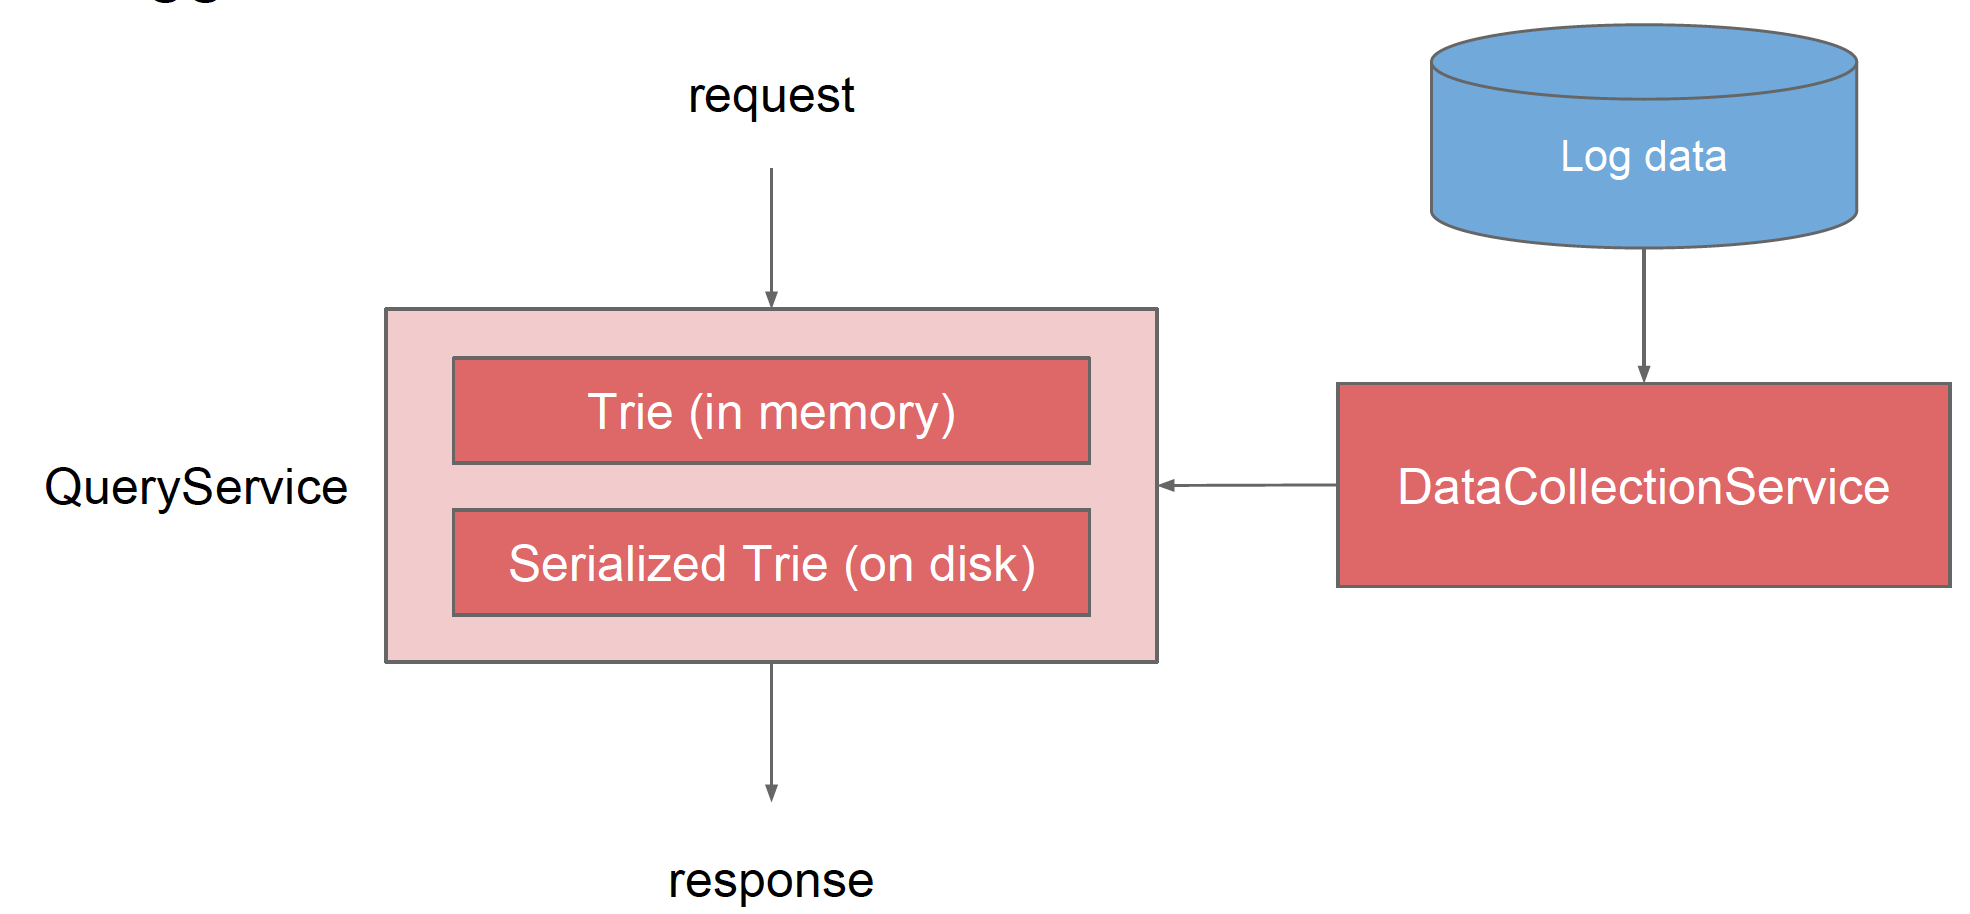 request
Log data
Trie (in memory)
QueryService
DataCollectionService
Serialized Trie (on disk)
response